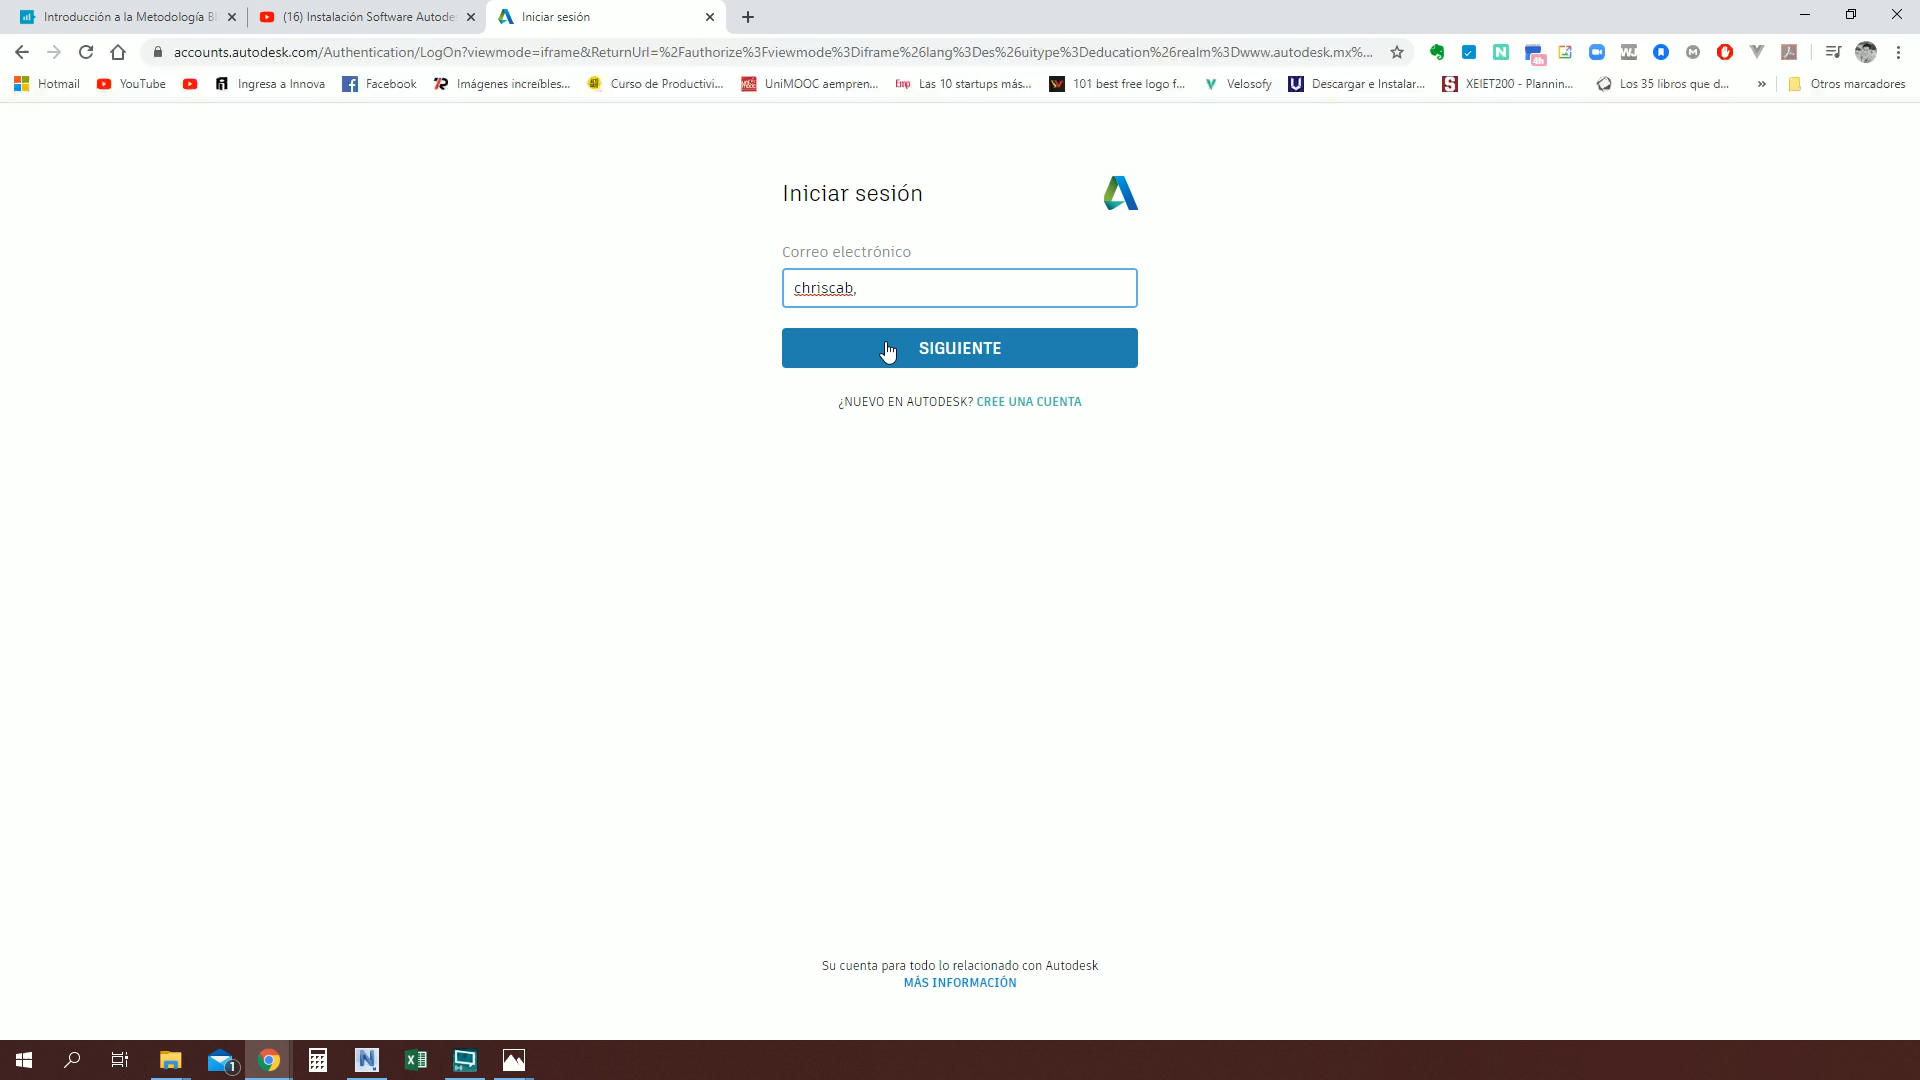 Introducción a la Metodología BI
(16) Instalación Software Autode
Iniciar sesión
accounts.autodesk.com/Authentication/LogOn?viewmode=iframe&ReturnUrl=%2Fauthorize%3Fviewmode%3Diframe%26lang%3Des%26uitype%3Deducation%26realm%3Dwww.autodesk.mx%...
Hotmail
YouTube
Ingresa a Innova
Facebook
Imágenes increíbles...
Curso de Productivi...
UniMOOC aempren...
Las 10 startups más...
101 best free logo f...
Velosofy
Descargar e Instalar...
XEIET200 - Plannin...
Los 35 libros que d...
»
Otros marcadores
Iniciar sesión
Correo electrónico
chriscab,
SIGUIENTE
¿NUEVO EN AUTODESK? CREE UNA CUENTA
Su cuenta para todo lo relacionado con Autodesk
MÁS INFORMACIÓN
1